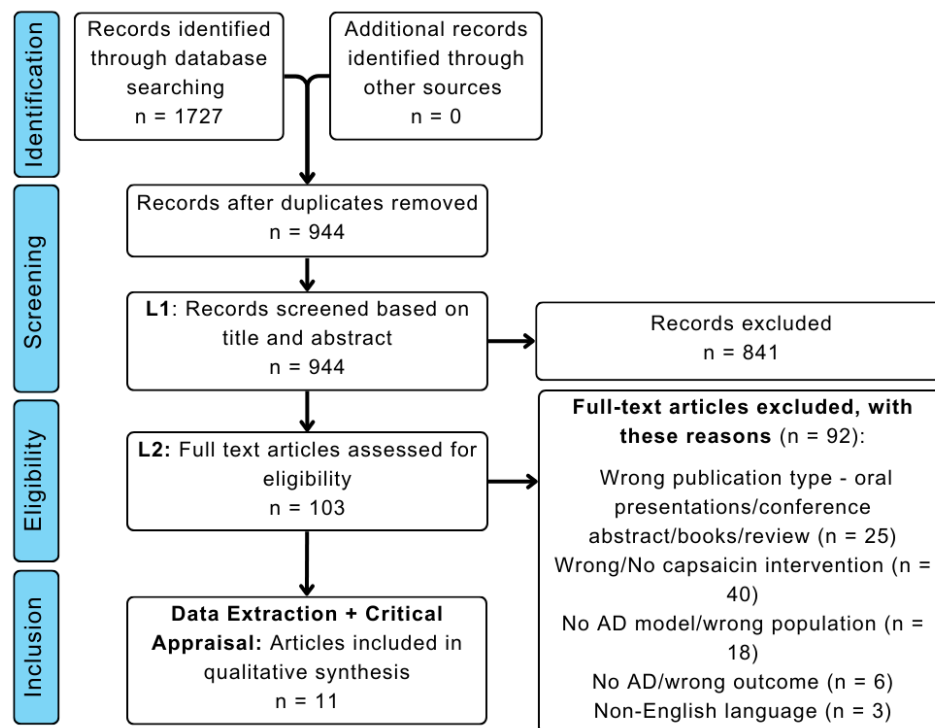 Identification
Records identified
through database
searching
n = 1727
Additional records
identified through
other sources
n = 0
Screening
Records after duplicates removed
n = 944
L1: Records screened based on
title and abstract
n = 944
Records excluded
n = 841
Eligibility
L2: Full text articles assessed for
eligibility
n = 103
Full-text articles excluded, with
these reasons (n = 92):
Wrong publication type - oral
presentations/conference
abstract/books/review (n = 25)
Wrong/No capsaicin intervention (n =
40)
No AD model/wrong population (n =
18)
No AD/wrong outcome (n = 6)
Non-English language (n = 3)
Inclusion
Data Extraction + Critical
Appraisal: Articles included in
qualitative synthesis
n = 11